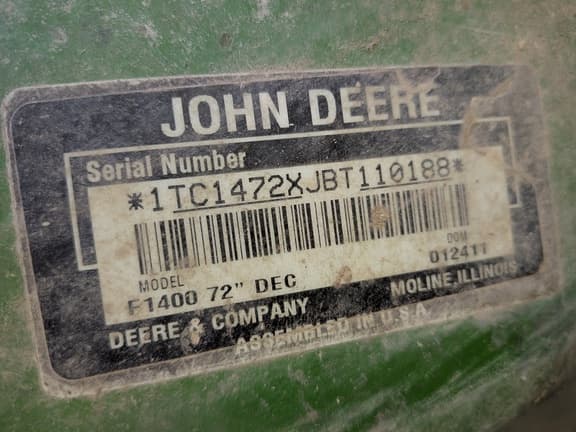 JOHN DEERE
Serial Number
*1TC1472XJBT110188*
MODEL
F1400 72" DEC
DOM
012411
DEERE & COMPANY
MOLINE, ILLINOIS
ASSEMBLED IN U.S.A.